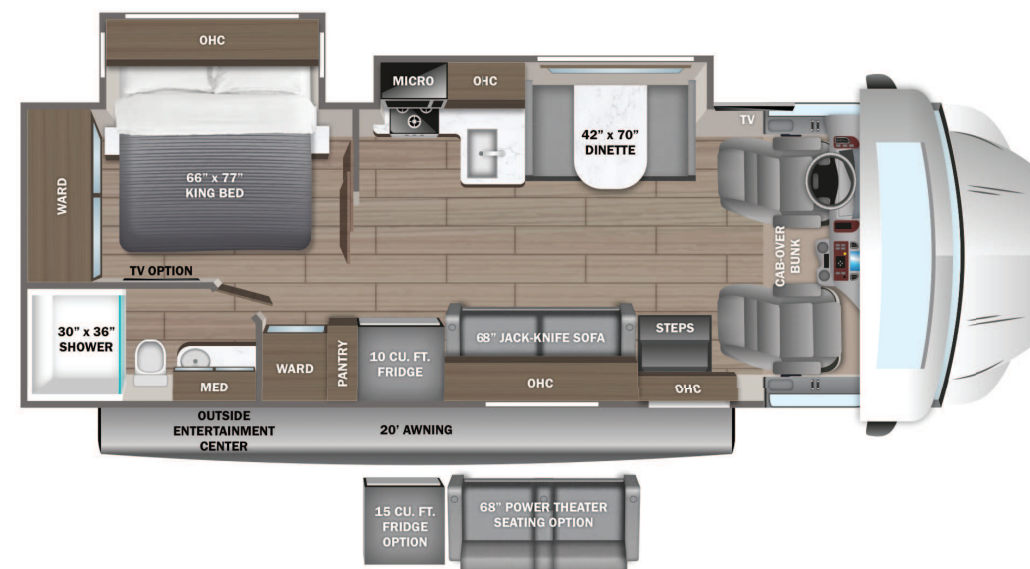 OHC
MICRO
OHC
42" x 70"
DINETTE
TV
WARD
66" x 77"
KING BED
CAB-OVER
BUNK
TV OPTION
30" x 36"
SHOWER
MED
WARD
PANTRY
10 CU. FT.
FRIDGE
68" JACK-KNIFE SOFA
OHC
STEPS
OHC
OUTSIDE
ENTERTAINMENT
CENTER
20' AWNING
15 CU. FT.
FRIDGE
OPTION
68" POWER THEATER
SEATING OPTION